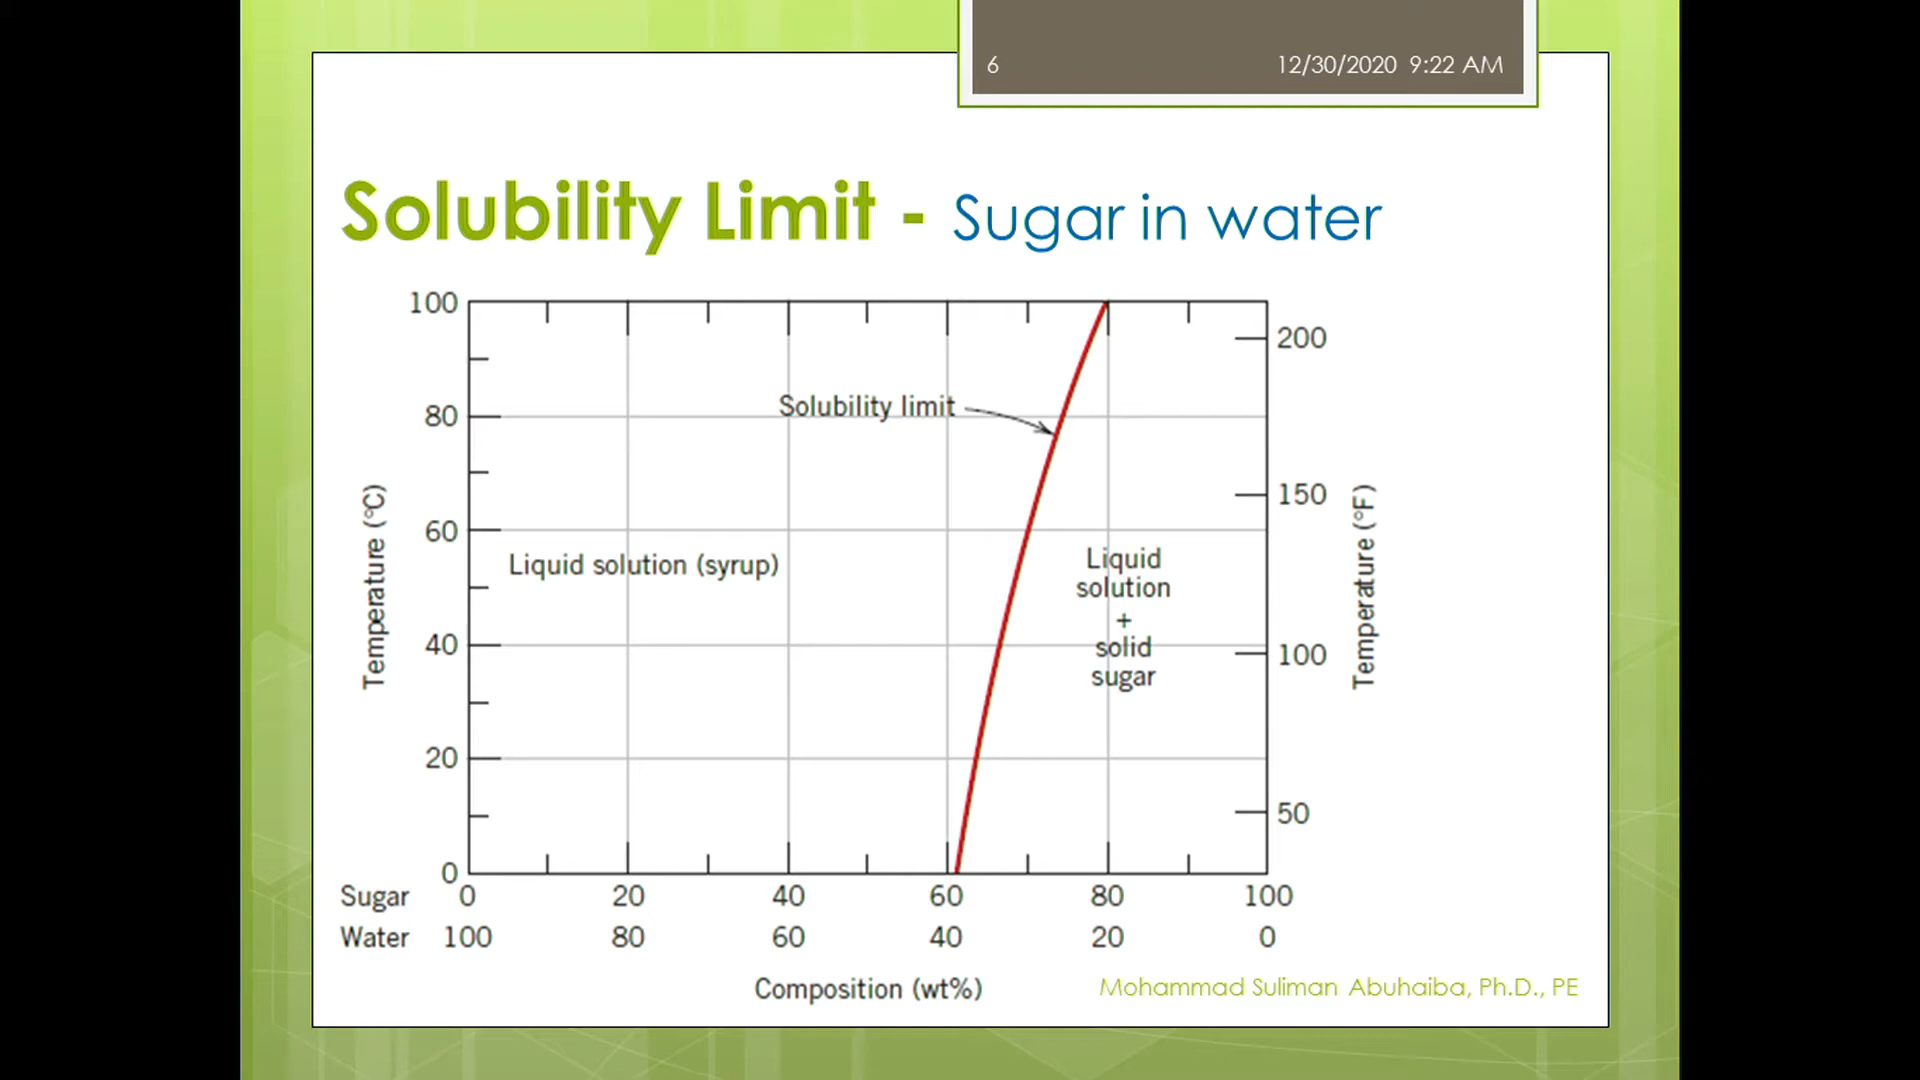 6 12/30/2020 9:22 AM
Solubility Limit - Sugar in water
100
80
60
40
20
0
Temperature (°C)
Solubility limit
Liquid solution (syrup)
Liquid
solution
+
solid
sugar
200
150
100
50
Temperature (°F)
Sugar 0 20 40 60 80 100
Water 100 80 60 40 20 0
Composition (wt%)
Mohammad Suliman Abuhaiba, Ph.D., PE